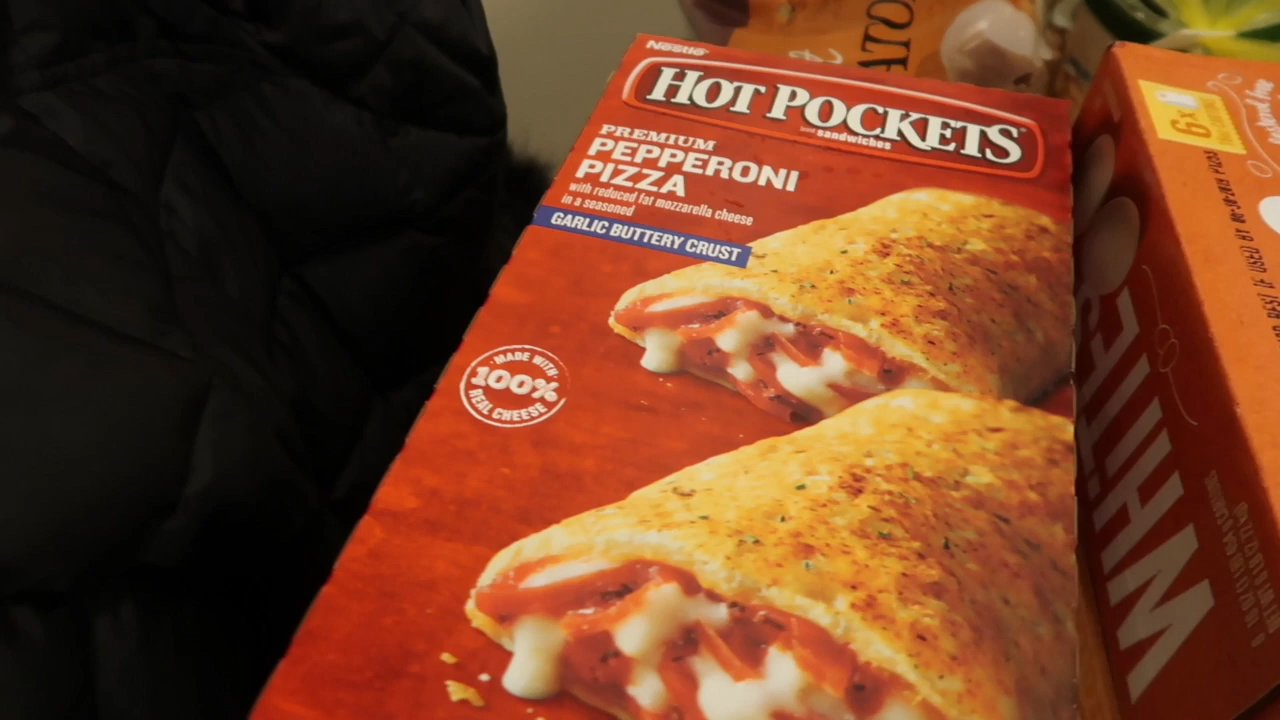 Nestlé
HOT POCKETS®
brand sandwiches
PREMIUM
PEPPERONI
PIZZA
with reduced fat mozzarella cheese
in a seasoned
GARLIC BUTTERY CRUST
MADE WITH
100%
REAL CHEESE
6x
WHITE